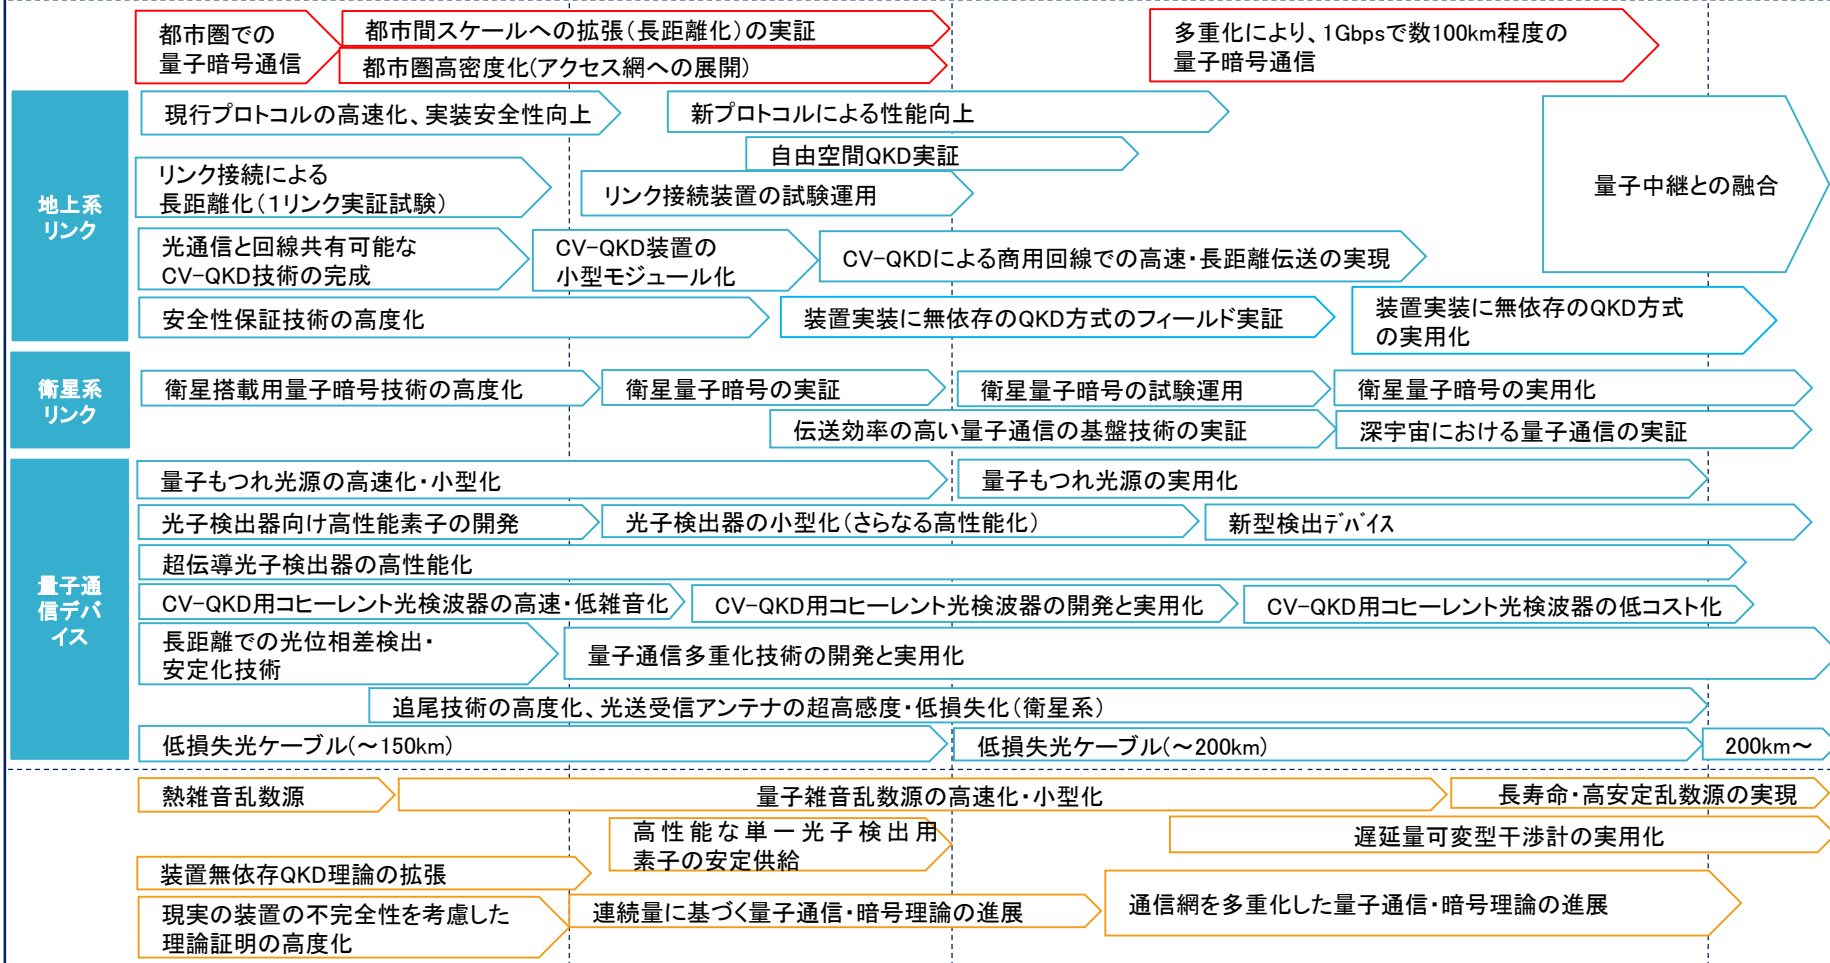 都市圏での
量子暗号通信
都市間スケールへの拡張(長距離化)の実証
都市圏高密度化(アクセス網への展開)
多重化により、1Gbpsで数100km程度の
量子暗号通信
地上系
リンク
現行プロトコルの高速化、実装安全性向上
新プロトコルによる性能向上
自由空間QKD実証
リンク接続による
長距離化(1リンク実証試験)
リンク接続装置の試験運用
量子中継との融合
光通信と回線共有可能な
CV-QKD技術の完成
CV-QKD装置の
小型モジュール化
CV-QKDによる商用回線での高速・長距離伝送の実現
安全性保証技術の高度化
装置実装に無依存のQKD方式のフィールド実証
装置実装に無依存のQKD方式
の実用化
衛星系
リンク
衛星搭載用量子暗号技術の高度化
衛星量子暗号の実証
衛星量子暗号の試験運用
衛星量子暗号の実用化
伝送効率の高い量子通信の基盤技術の実証
深宇宙における量子通信の実証
量子通
信デバ
イス
量子もつれ光源の高速化・小型化
量子もつれ光源の実用化
光子検出器向け高性能素子の開発
光子検出器の小型化(さらなる高性能化)
新型検出ﾃﾞﾊﾞｲｽ
超伝導光子検出器の高性能化
CV-QKD用コヒーレント光検波器の高速・低雑音化
CV-QKD用コヒーレント光検波器の開発と実用化
CV-QKD用コヒーレント光検波器の低コスト化
長距離での光位相差検出・
安定化技術
量子通信多重化技術の開発と実用化
追尾技術の高度化、光送受信アンテナの超高感度・低損失化(衛星系)
低損失光ケーブル(～150km)
低損失光ケーブル(～200km)
200km～
熱雑音乱数源
量子雑音乱数源の高速化・小型化
長寿命・高安定乱数源の実現
高性能な単一光子検出用
素子の安定供給
遅延量可変型干渉計の実用化
装置無依存QKD理論の拡張
現実の装置の不完全性を考慮した
理論証明の高度化
連続量に基づく量子通信・暗号理論の進展
通信網を多重化した量子通信・暗号理論の進展